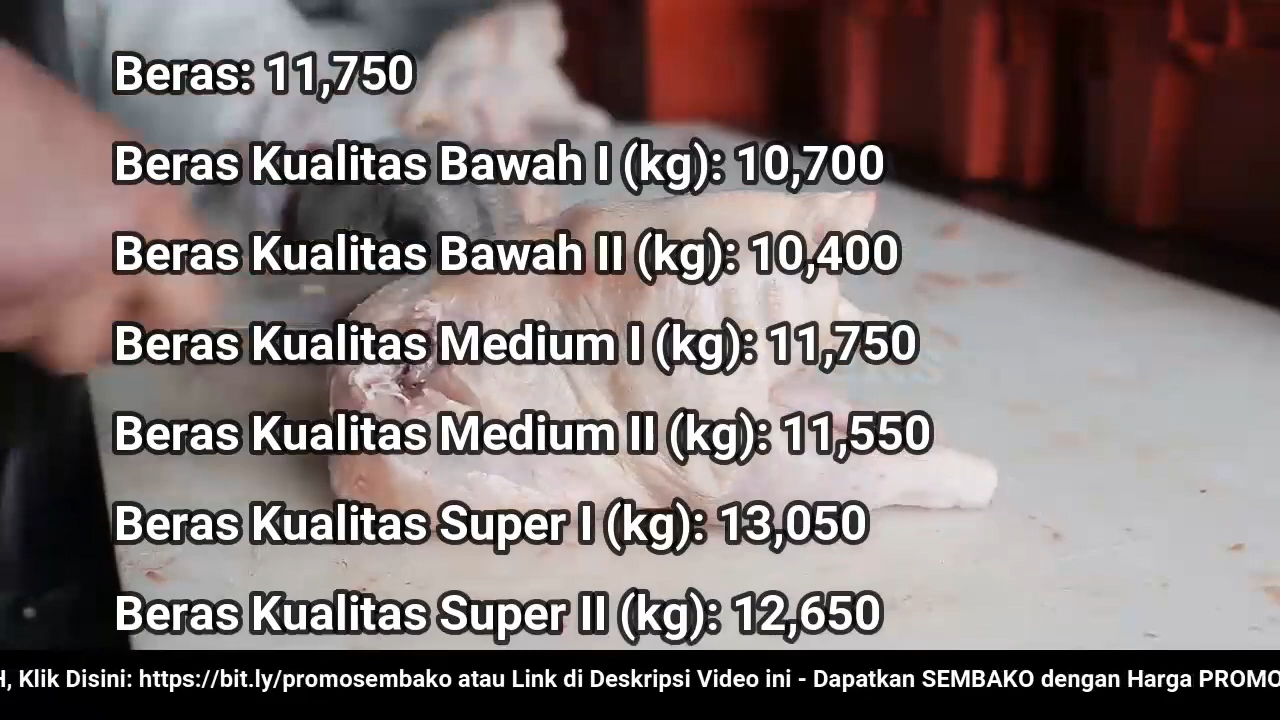 Beras: 11,750
Beras Kualitas Bawah I (kg): 10,700
Beras Kualitas Bawah II (kg): 10,400
Beras Kualitas Medium I (kg): 11,750
Beras Kualitas Medium II (kg): 11,550
Beras Kualitas Super I (kg): 13,050
Beras Kualitas Super II (kg): 12,650
H, Klik Disini: https://bit.ly/promosembako atau Link di Deskripsi Video ini - Dapatkan SEMBAKO dengan Harga PROMO